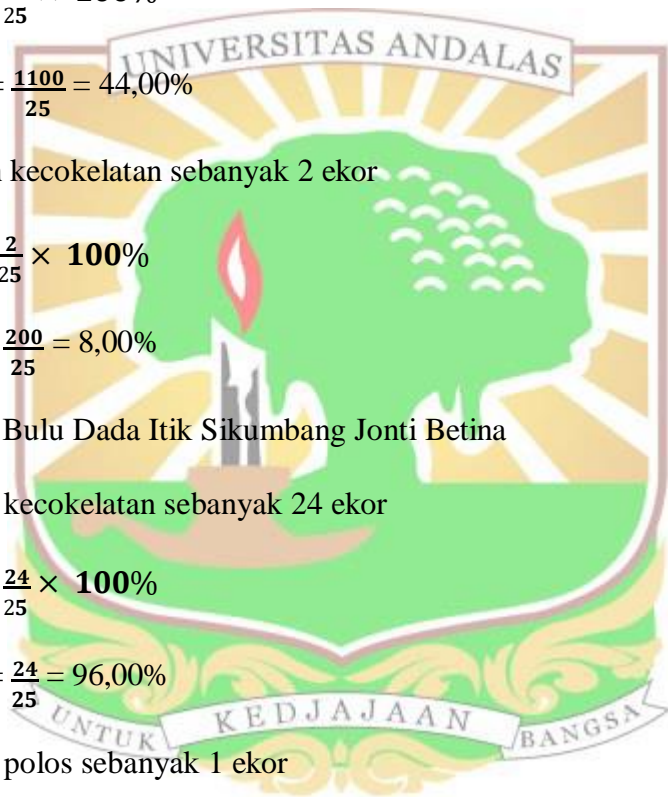 25
UNIVERSITAS ANDALAS
= 1100/25 = 44,00%
kecokelatan sebanyak 2 ekor
2/25 × 100%
200/25 = 8,00%
Bulu Dada Itik Sikumbang Jonti Betina
kecokelatan sebanyak 24 ekor
24/25 × 100%
= 24/25 = 96,00%
UNTUK KEDJAJAAN BANGSA
polos sebanyak 1 ekor